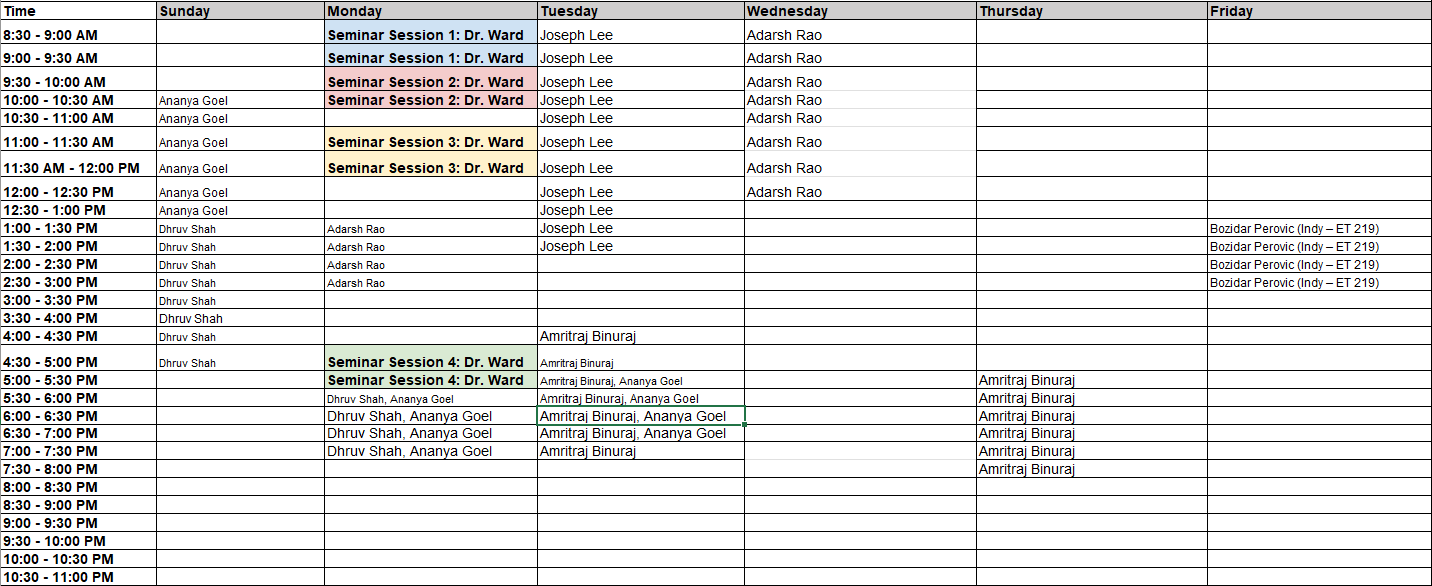 Time Sunday Monday Tuesday Wednesday Thursday Friday
8:30 - 9:00 AM Seminar Session 1: Dr. Ward Joseph Lee Adarsh Rao
9:00 - 9:30 AM Seminar Session 1: Dr. Ward Joseph Lee Adarsh Rao
9:30 - 10:00 AM Seminar Session 2: Dr. Ward Joseph Lee Adarsh Rao
10:00 - 10:30 AM Ananya Goel Seminar Session 2: Dr. Ward Joseph Lee Adarsh Rao
10:30 - 11:00 AM Ananya Goel Joseph Lee Adarsh Rao
11:00 - 11:30 AM Ananya Goel Seminar Session 3: Dr. Ward Joseph Lee Adarsh Rao
11:30 AM - 12:00 PM Ananya Goel Seminar Session 3: Dr. Ward Joseph Lee Adarsh Rao
12:00 - 12:30 PM Ananya Goel Joseph Lee Adarsh Rao
12:30 - 1:00 PM Ananya Goel Joseph Lee
1:00 - 1:30 PM Dhruv Shah Adarsh Rao Joseph Lee Bozidar Perovic (Indy – ET 219)
1:30 - 2:00 PM Dhruv Shah Adarsh Rao Joseph Lee Bozidar Perovic (Indy – ET 219)
2:00 - 2:30 PM Dhruv Shah Adarsh Rao Bozidar Perovic (Indy – ET 219)
2:30 - 3:00 PM Dhruv Shah Adarsh Rao Bozidar Perovic (Indy – ET 219)
3:00 - 3:30 PM Dhruv Shah
3:30 - 4:00 PM Dhruv Shah
4:00 - 4:30 PM Dhruv Shah Amritraj Binuraj
4:30 - 5:00 PM Dhruv Shah Seminar Session 4: Dr. Ward Amritraj Binuraj
5:00 - 5:30 PM Seminar Session 4: Dr. Ward Amritraj Binuraj, Ananya Goel Amritraj Binuraj
5:30 - 6:00 PM Dhruv Shah, Ananya Goel Amritraj Binuraj, Ananya Goel Amritraj Binuraj
6:00 - 6:30 PM Dhruv Shah, Ananya Goel Amritraj Binuraj, Ananya Goel Amritraj Binuraj
6:30 - 7:00 PM Dhruv Shah, Ananya Goel Amritraj Binuraj, Ananya Goel Amritraj Binuraj
7:00 - 7:30 PM Dhruv Shah, Ananya Goel Amritraj Binuraj Amritraj Binuraj
7:30 - 8:00 PM Amritraj Binuraj
8:00 - 8:30 PM
8:30 - 9:00 PM
9:00 - 9:30 PM
9:30 - 10:00 PM
10:00 - 10:30 PM
10:30 - 11:00 PM